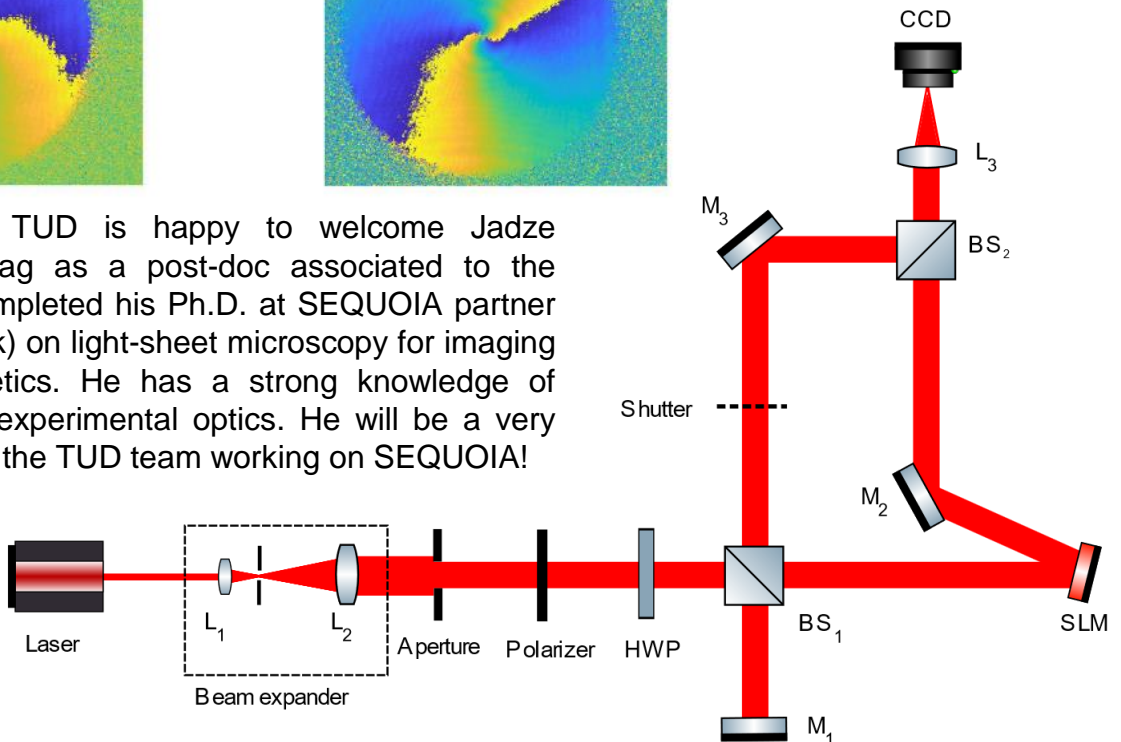 TUD is happy to welcome Jadze
ag as a post-doc associated to the
mpleted his Ph.D. at SEQUOIA partner
k) on light-sheet microscopy for imaging
etics. He has a strong knowledge of
experimental optics. He will be a very
the TUD team working on SEQUOIA!
CCD
L3
M3
BS2
Shutter
M2
L1
L2
Laser
Aperture
Polarizer
HWP
BS1
SLM
Beam expander
M1